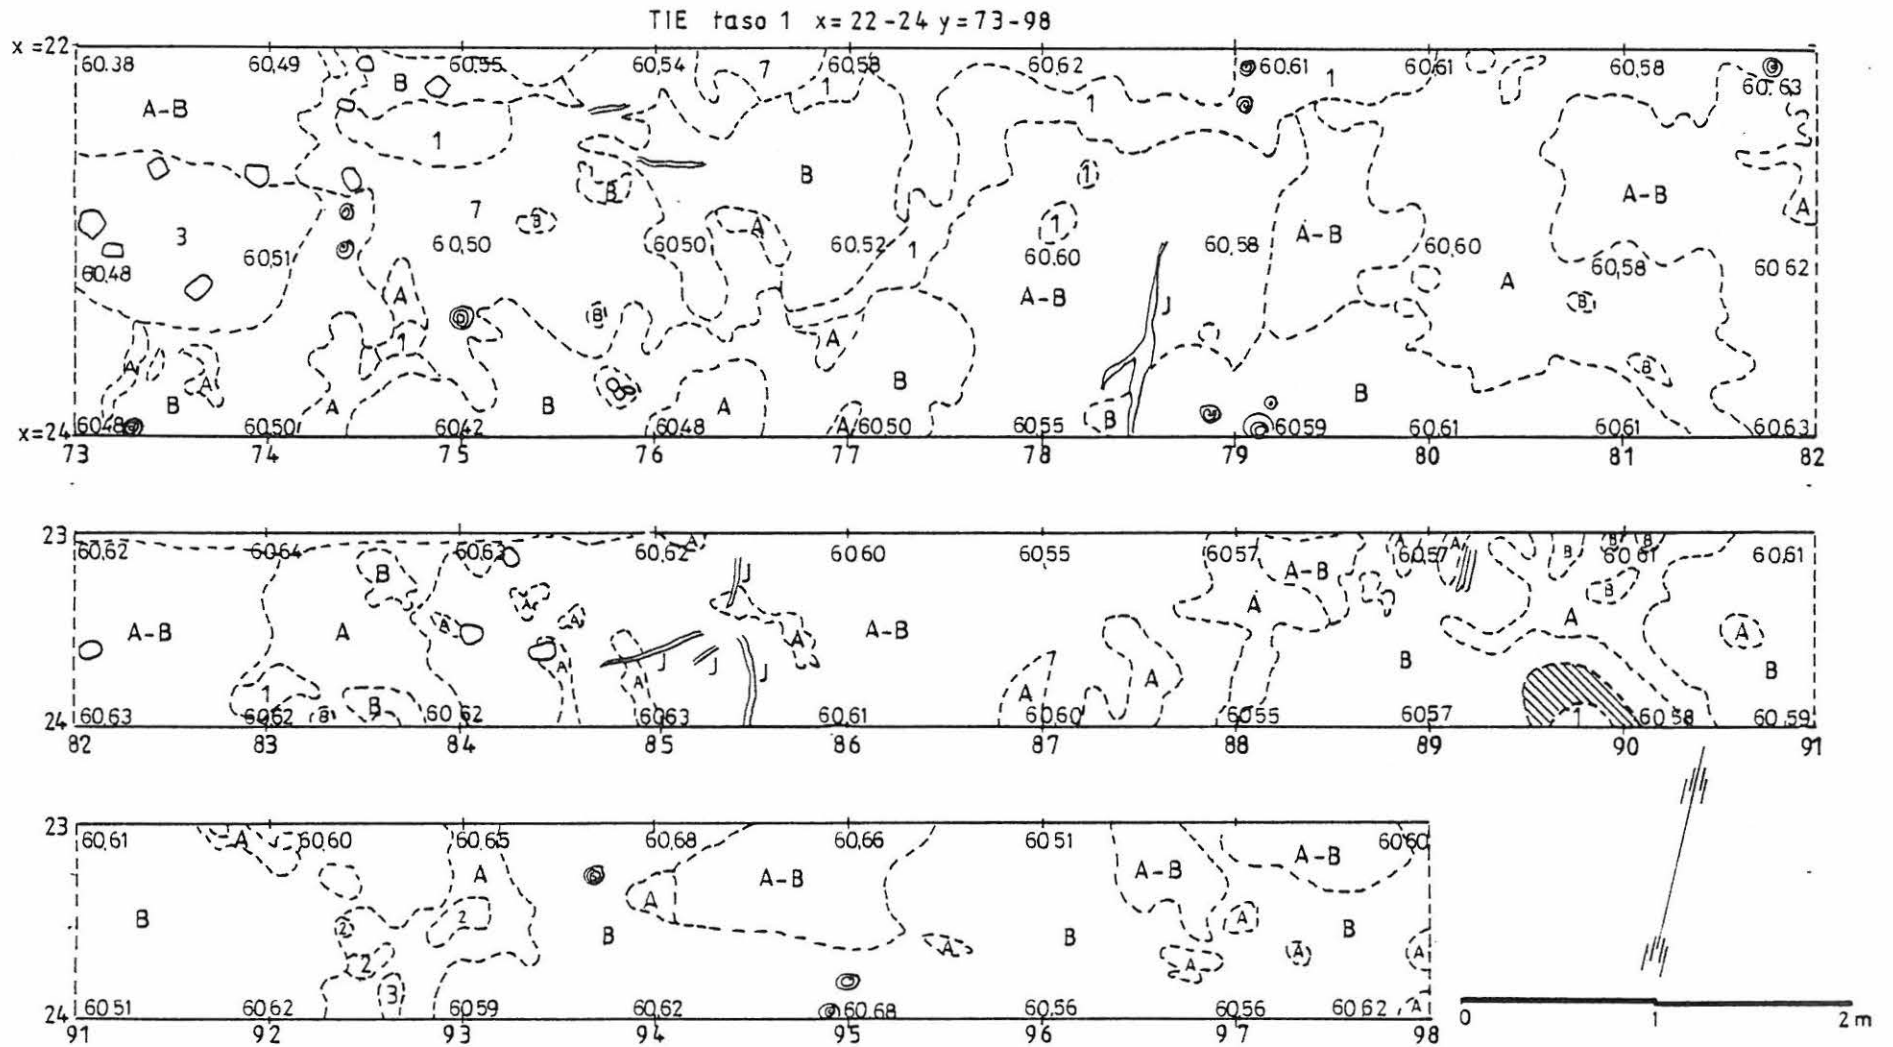 TIE taso 1 x=22-24 y=73-98
x=22
60.38 60,49 60.55 60,54 7 60,58 60,62 60,61 1 60,61 60,58 60.63
B 1 1
A-B
1 B 1 A-B
B A
3 7 B A 1
60,48 60,51 60,50 60,50 60,52 1 60,60 60,58 A-B 60,60 60,58 60 62
A B A-B J A B
1 A
A A B B
B A B A A B B
x=24 60,48 60,50 60,42 60,48 60,50 60,55 60,59 60,61 60,61 60,63
73 74 75 76 77 78 79 80 81 82
23
60,62 60,64 60,63 60,62 A 60 60 60,55 60,57 A 60,57 A B B 60 61 B 60,61
B J A-B B
A-B A A A A A A-B A A A
A J J J B B
1 B A A A A
24 60,63 60,62 B 60,62 60,63 60,61 60,60 60,55 60,57 1 60,58 60,59
82 83 84 85 86 87 88 89 90 91
23
60,61 A 60,60 60,65 60,68 60,66 60,51 A-B 60,60
A A A-B A-B
B 2 2 B A B A B
2 A A A
3 A
24 60,51 60,62 60,59 60,62 60,68 60,56 60,56 60,62
91 92 93 94 95 96 97 98
0 1 2 m